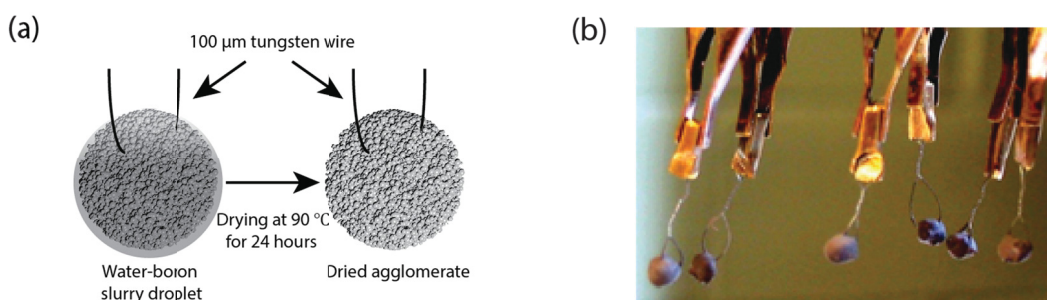 (a)
100 μm tungsten wire
Drying at 90 °C
for 24 hours
Water-boron
slurry droplet
Dried agglomerate
(b)